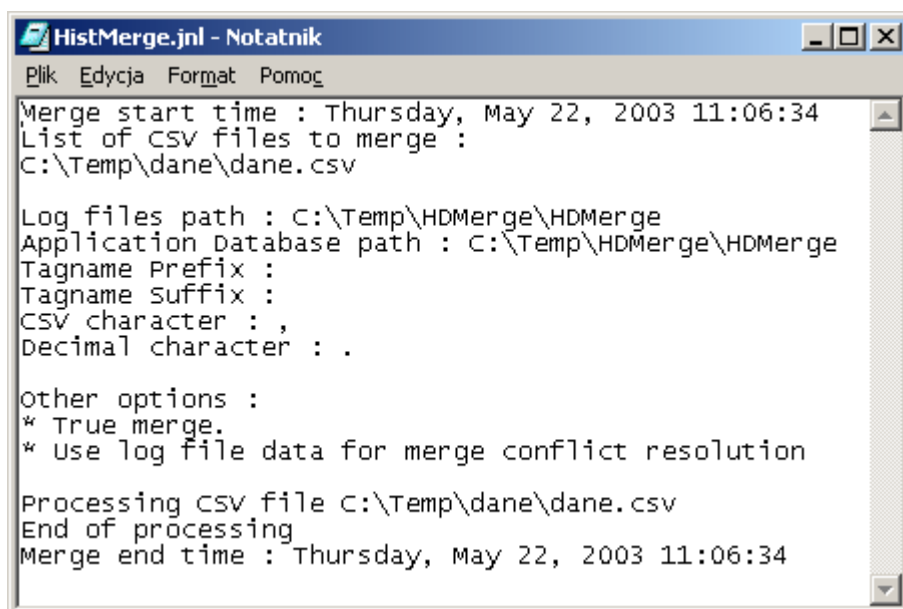 HistMerge.jnl - Notatnik
Plik Edycja Format Pomoc
Merge start time : Thursday, May 22, 2003 11:06:34
List of CSV files to merge :
C:\Temp\dane\dane.csv
Log files path : C:\Temp\HDMerge\HDMerge
Application Database path : C:\Temp\HDMerge\HDMerge
Tagname Prefix :
Tagname Suffix :
CSV character : ,
Decimal character : .
Other options :
* True merge.
* Use log file data for merge conflict resolution
Processing CSV file C:\Temp\dane\dane.csv
End of processing
Merge end time : Thursday, May 22, 2003 11:06:34